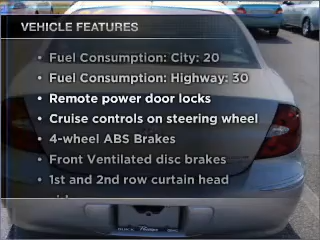 VEHICLE FEATURES
Fuel Consumption: City: 20
Fuel Consumption: Highway: 30
Remote power door locks
Cruise controls on steering wheel
4-wheel ABS Brakes
Front Ventilated disc brakes
1st and 2nd row curtain head
BUICK